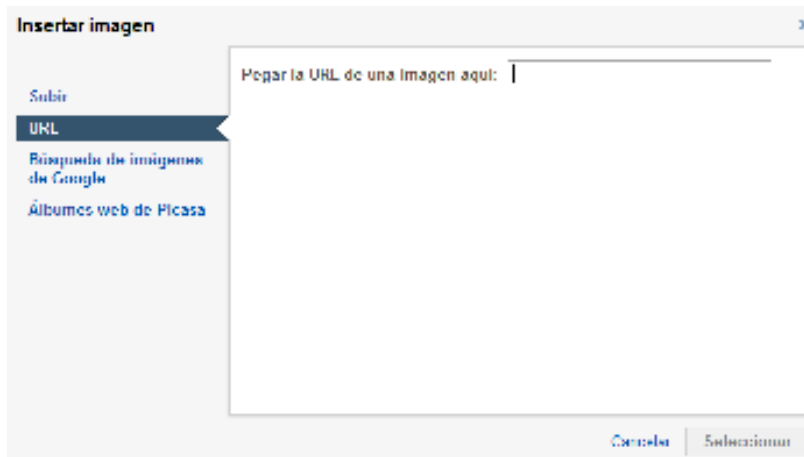 Insertar imagen
Pegar la URL de una imagen aquí:
Subir
URL
Búsqueda de imágenes
de Google
Álbumes web de Picasa
Cancelar
Seleccionar